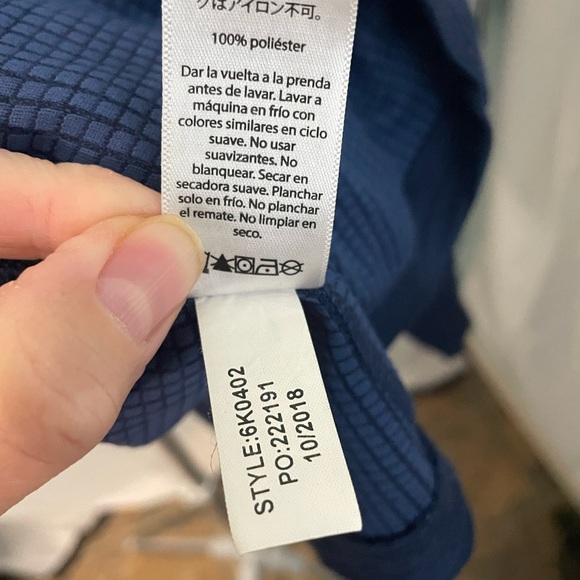 グはアイロン不可。
100% poliéster
Dar la vuelta a la prenda
antes de lavar. Lavar a
máquina en frío con
colores similares en ciclo
suave. No usar
suavizantes. No
blanquear. Secar en
secadora suave. Planchar
solo en frío. No planchar
el remate. No limpiar en
seco.
STYLE:6K0402
PO:222191
10/2018